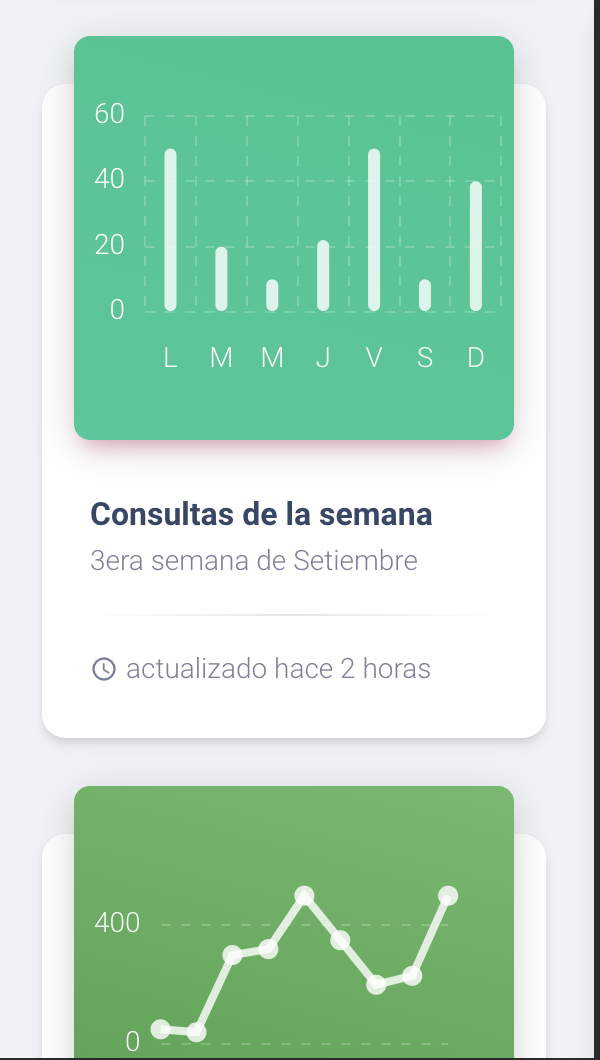 60
40
20
0
L M M J V S D
Consultas de la semana
3era semana de Setiembre
actualizado hace 2 horas
400
0